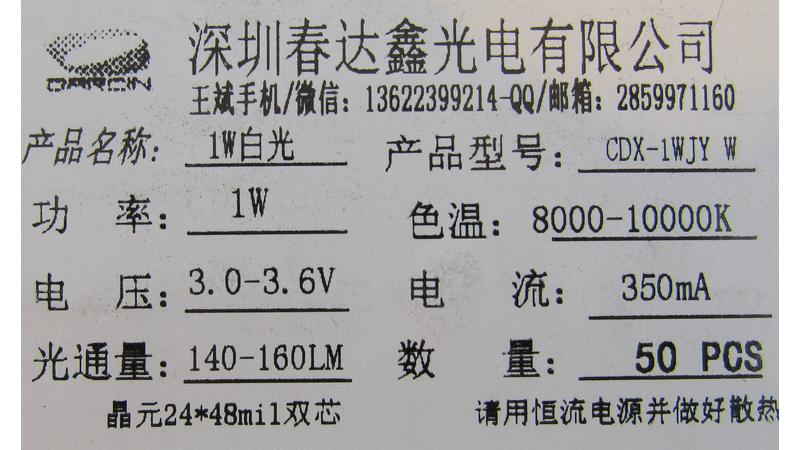 深圳春达鑫光电有限公司
王斌手机/微信：13622399214-QQ/邮箱：2859971160
产品名称：1W白光 产品型号：CDX-1WJY W
功 率：1W 色温：8000-10000K
电 压：3.0-3.6V 电 流：350mA
光通量：140-160LM 数 量：50 PCS
晶元24*48mil双芯 请用恒流电源并做好散热